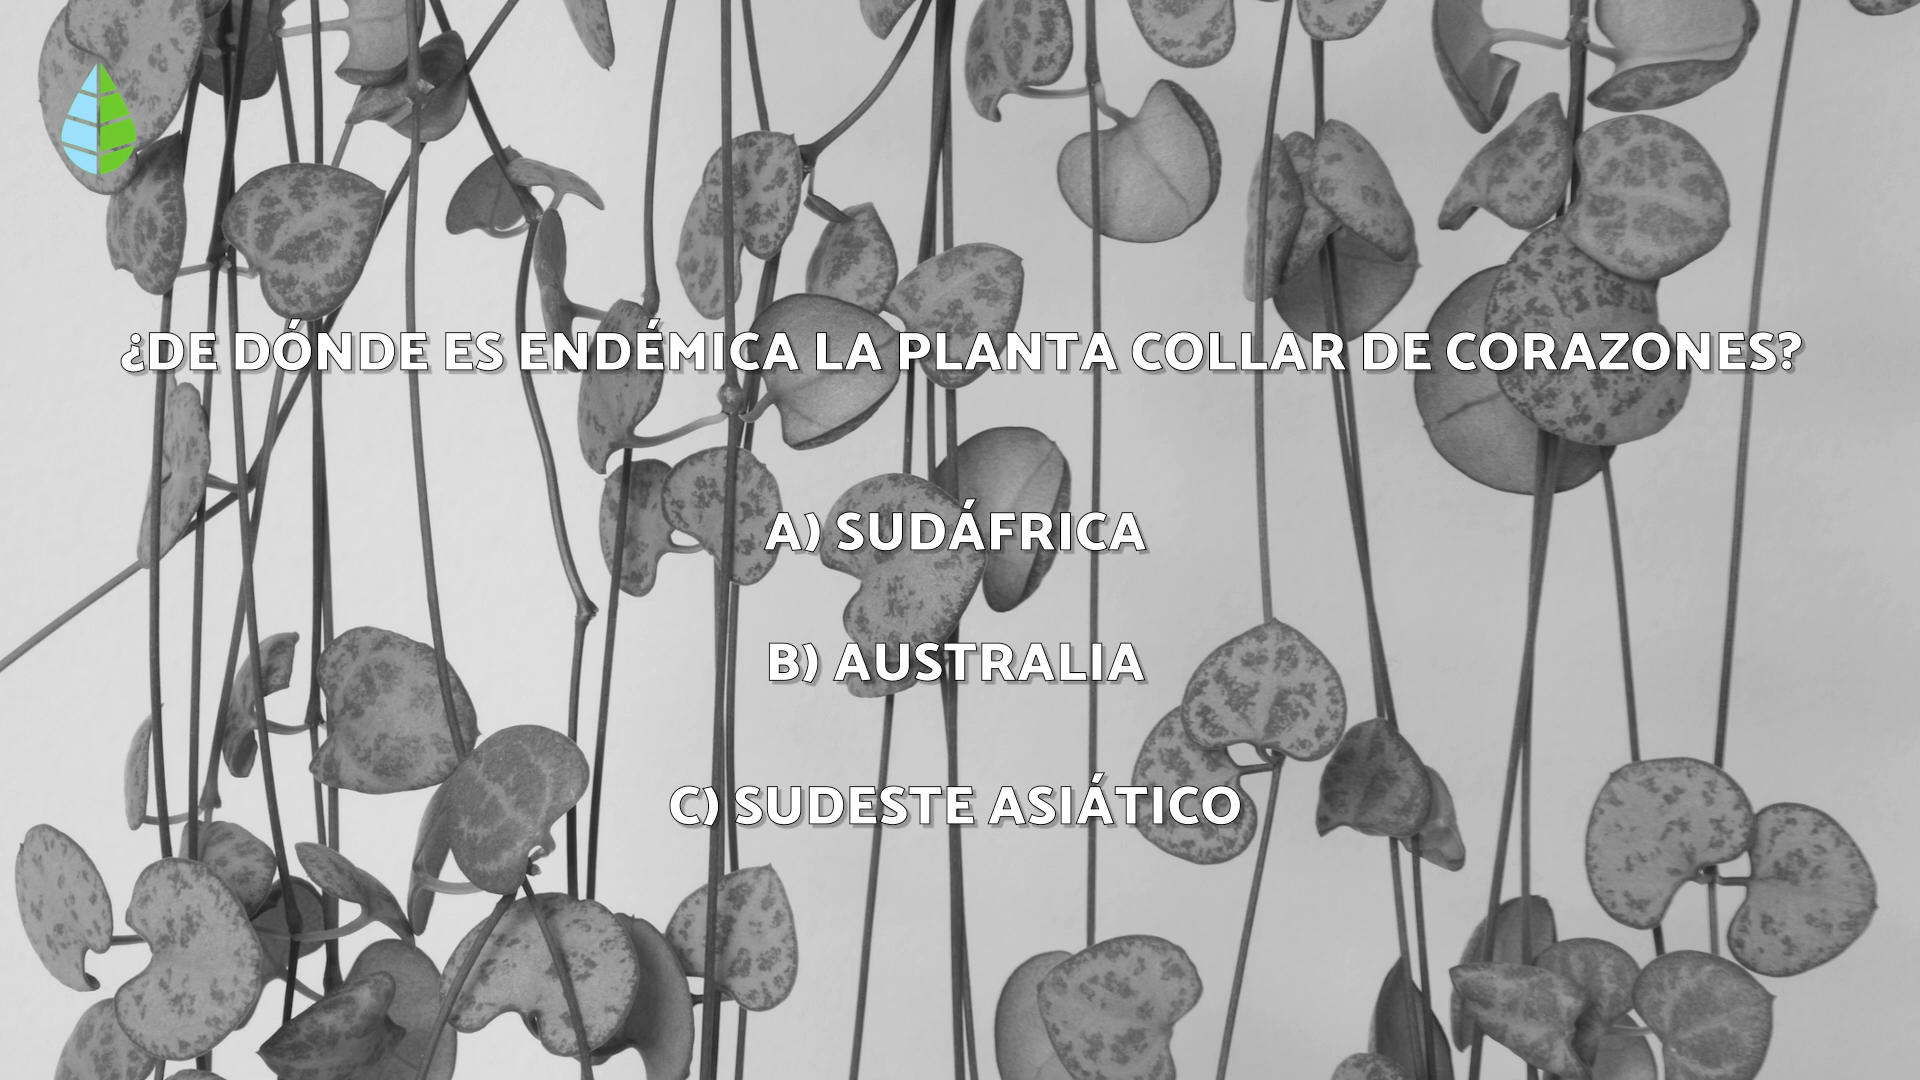 ¿DE DÓNDE ES ENDÉMICA LA PLANTA COLLAR DE CORAZONES?
A) SUDÁFRICA
B) AUSTRALIA
C) SUDESTE ASIÁTICO